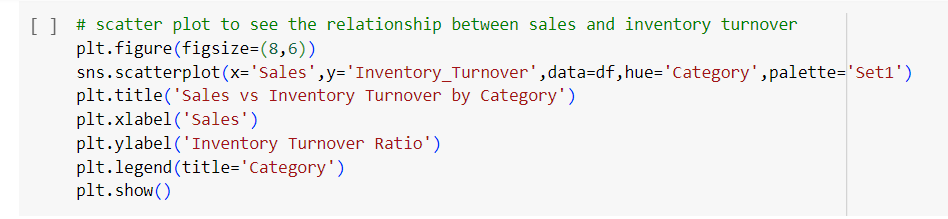 [ ] # scatter plot to see the relationship between sales and inventory turnover
plt.figure(figsize=(8,6))
sns.scatterplot(x='Sales',y='Inventory_Turnover',data=df,hue='Category',palette='Set1')
plt.title('Sales vs Inventory Turnover by Category')
plt.xlabel('Sales')
plt.ylabel('Inventory Turnover Ratio')
plt.legend(title='Category')
plt.show()